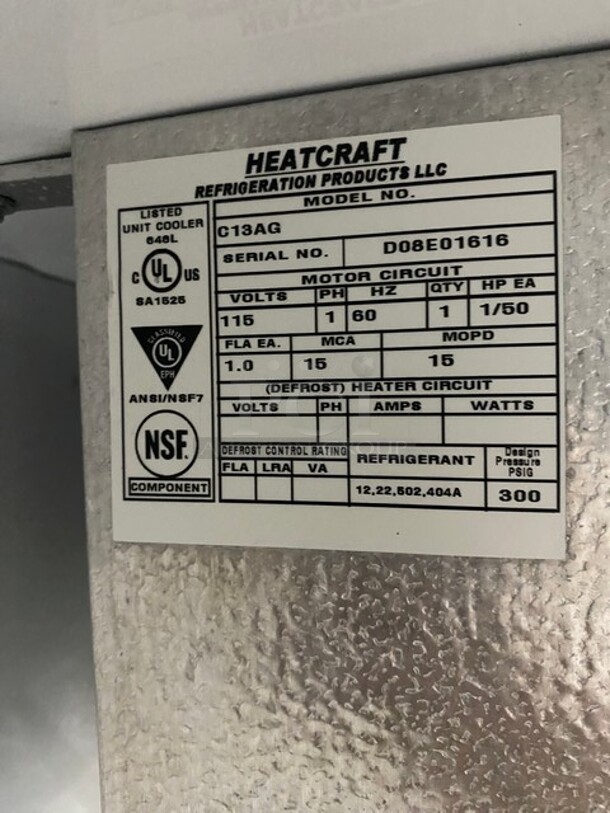 HEATCRAFT
REFRIGERATION PRODUCTS LLC
LISTED
UNIT COOLER
646L
C UL US
SA1525
CLASSIFIED
UL
EPH
ANSI/NSF7
NSF.
COMPONENT
MODEL NO.
C13AG
SERIAL NO. D08E01616
MOTOR CIRCUIT
VOLTS PH HZ QTY HP EA
115 1 60 1 1/50
FLA EA. MCA MOPD
1.0 15 15
(DEFROST) HEATER CIRCUIT
VOLTS PH AMPS WATTS
DEFROST CONTROL RATING
FLA LRA VA
REFRIGERANT
12,22,502,404A
Design
Pressure
PSIG
300